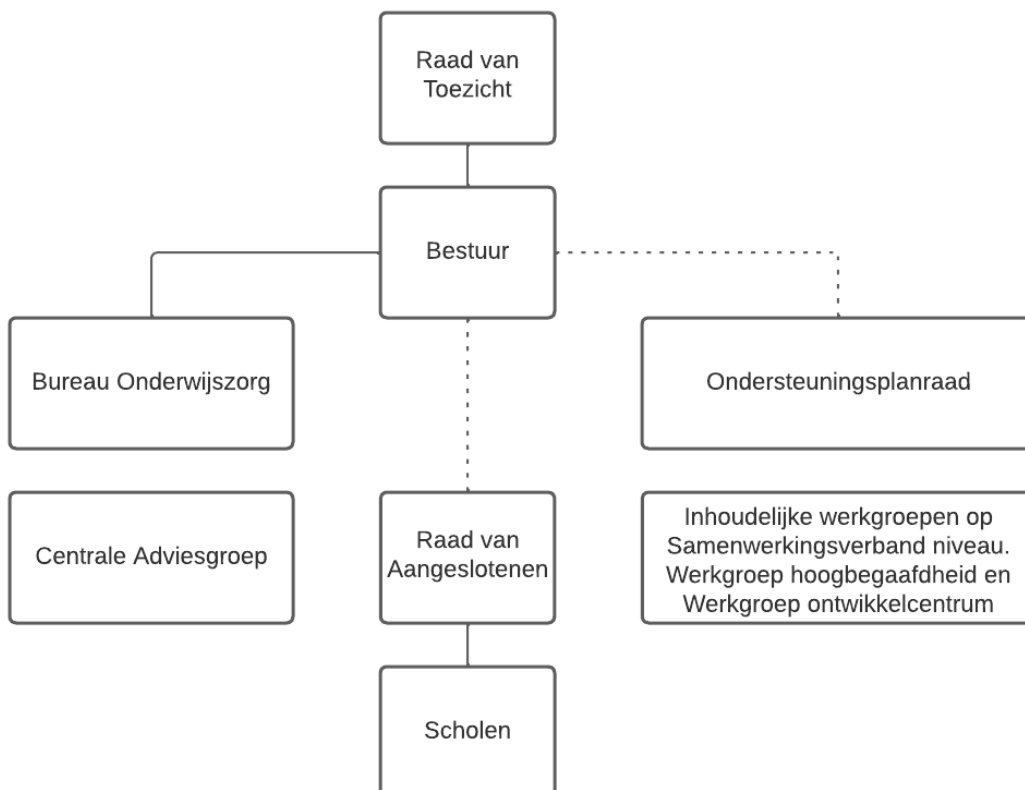 Raad van
Toezicht
Bestuur
Bureau Onderwijszorg
Ondersteuningsplanraad
Centrale Adviesgroep
Raad van
Aangeslotenen
Inhoudelijke werkgroepen op
Samenwerkingsverband niveau.
Werkgroep hoogbegaafdheid en
Werkgroep ontwikkelcentrum
Scholen